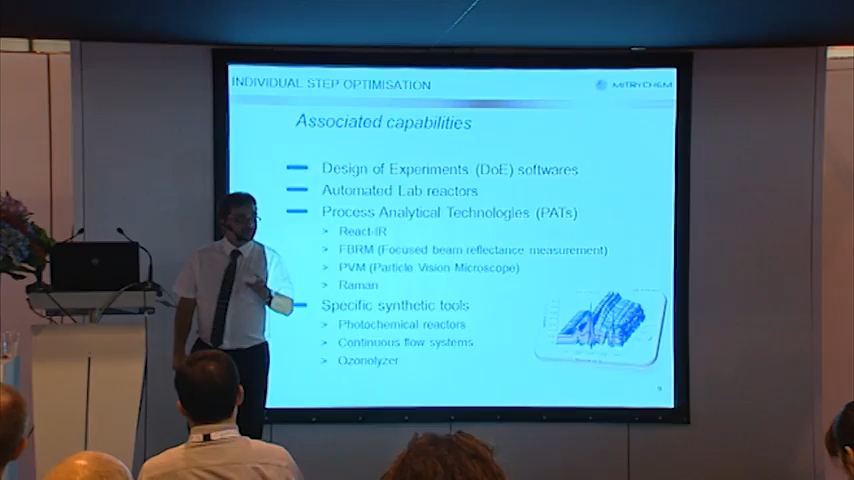 INDIVIDUAL STEP OPTIMISATION
MITRYCHEM
Associated capabilities
Design of Experiments (DoE) softwares
Automated Lab reactors
Process Analytical Technologies (PATs)
> React-IR
> FBRM (Focused beam reflectance measurement)
> PVM (Particle Vision Microscope)
> Raman
Specific synthetic tools
> Photochemical reactors
> Continuous flow systems
> Ozonolyzer